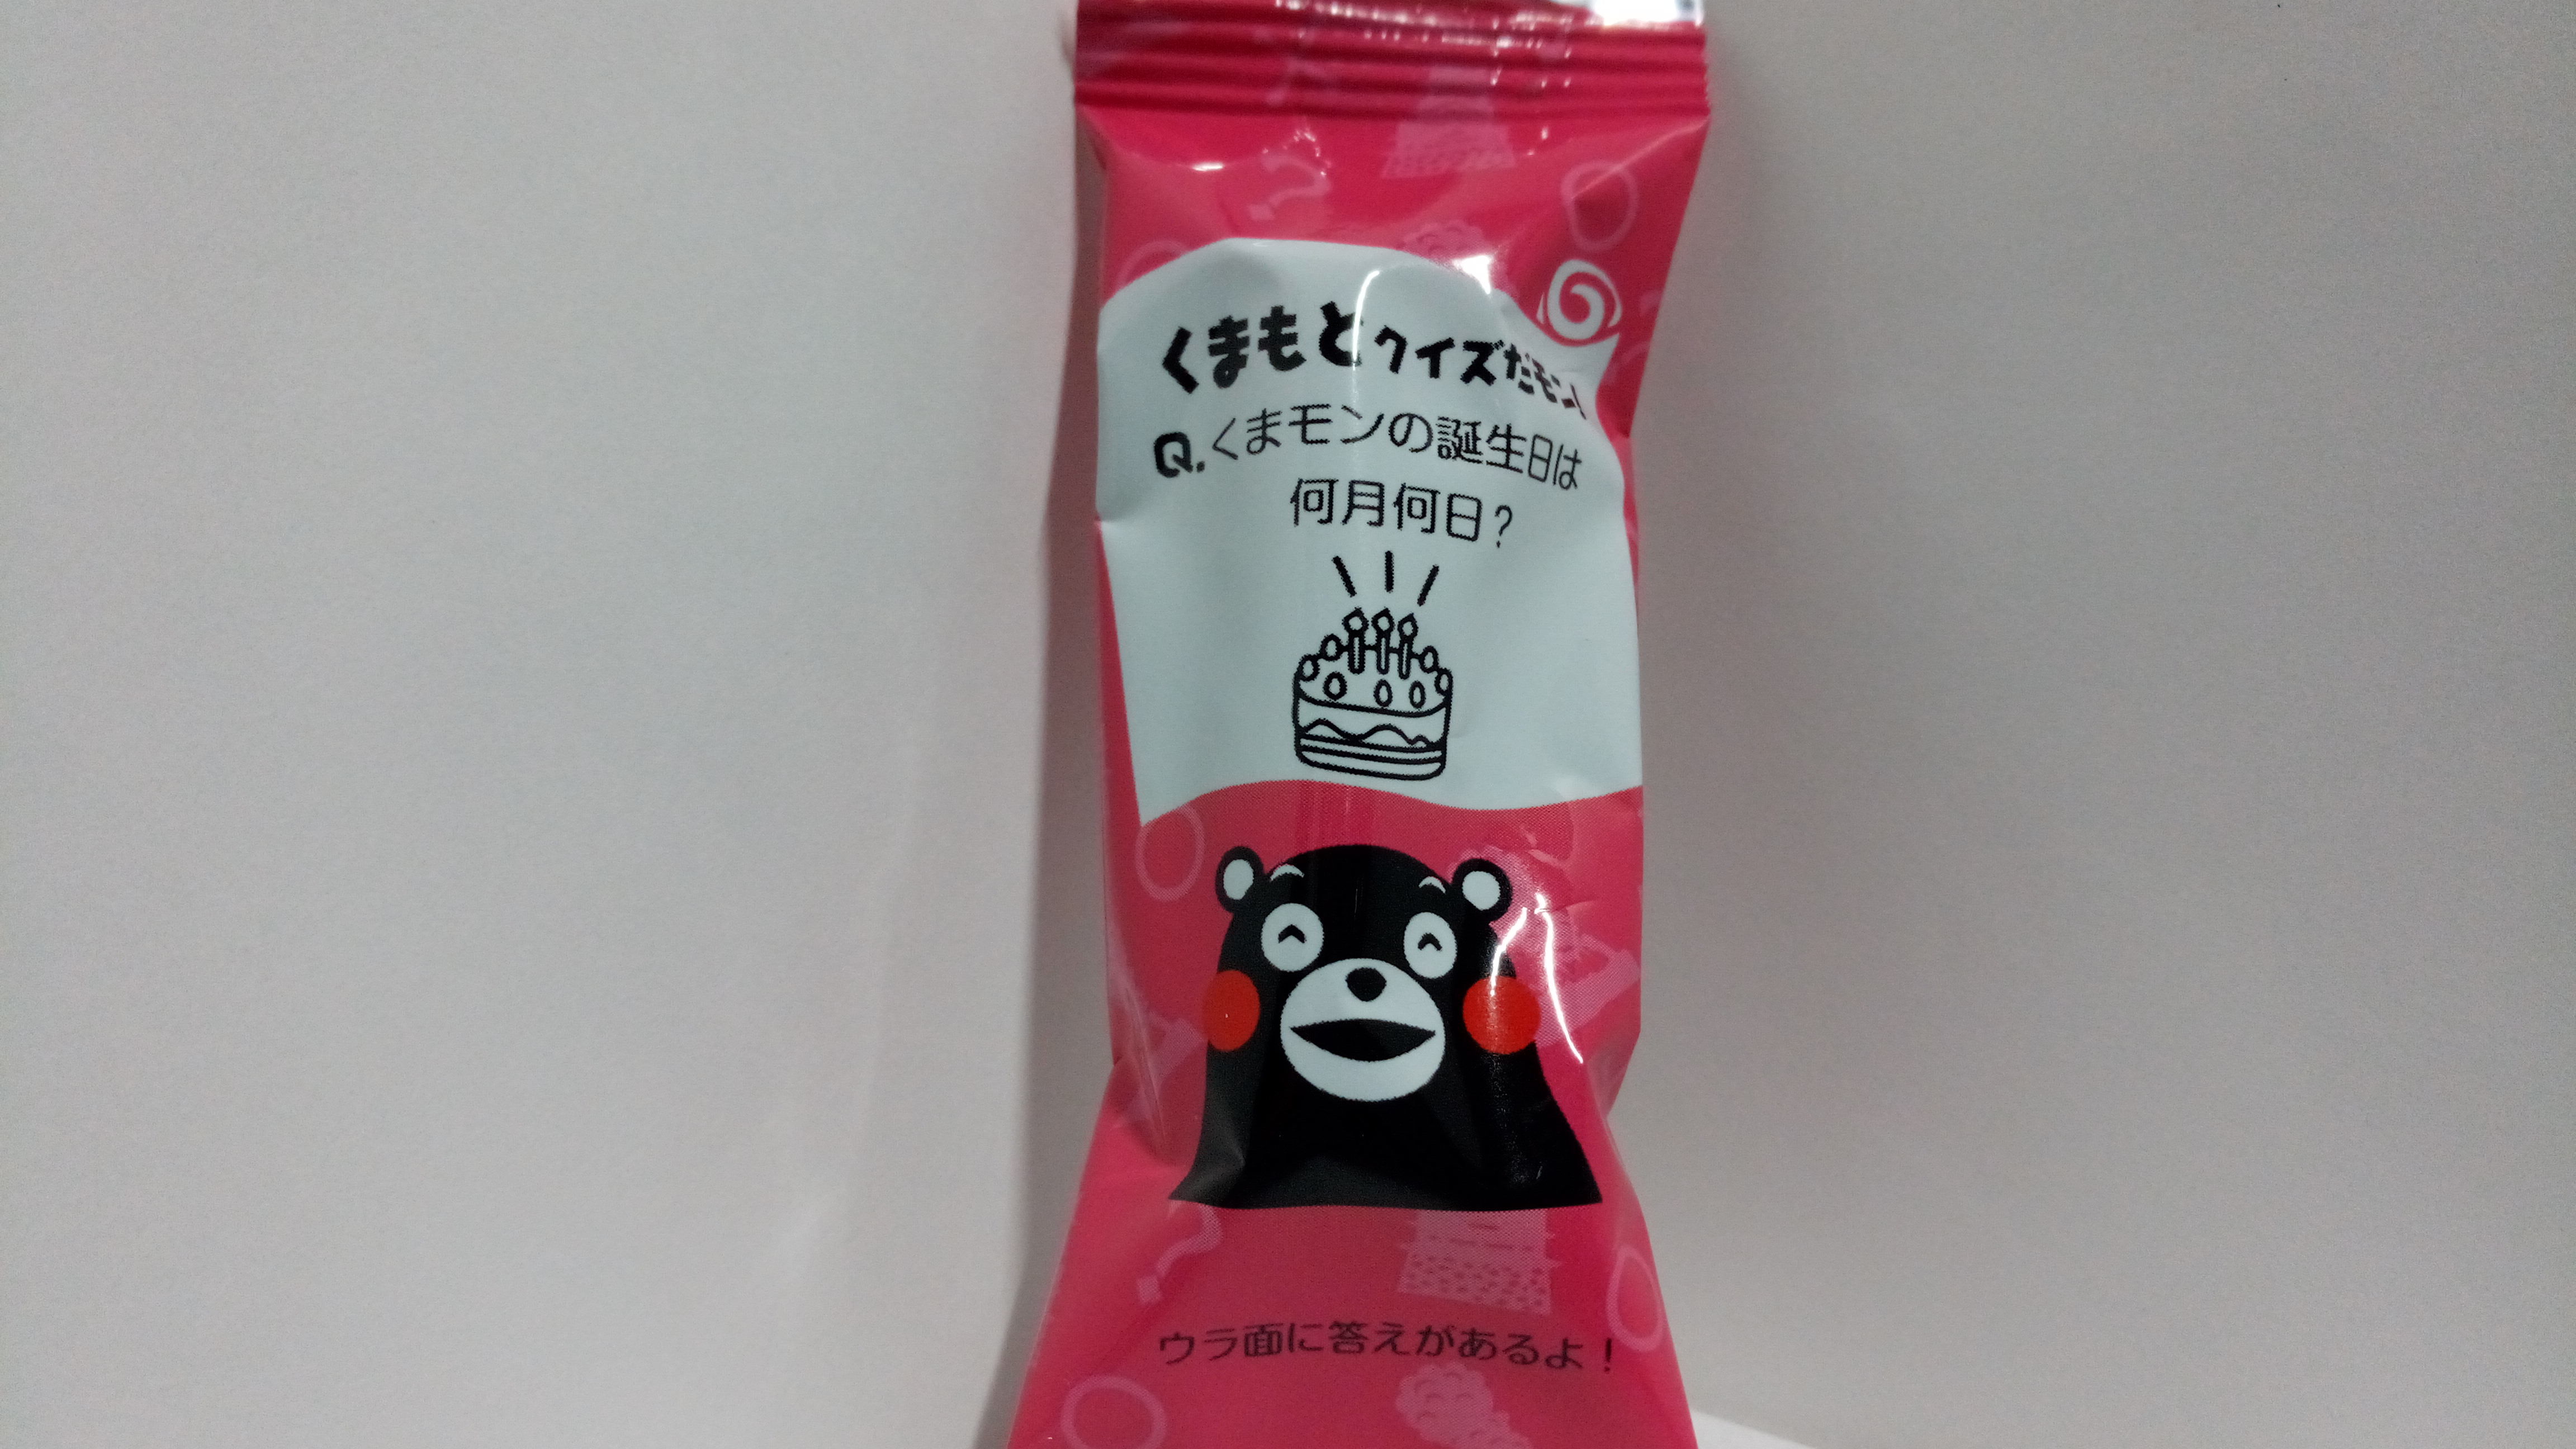 くまもとクイズだモン！
Q.くまモンの誕生日は
何月何日？
ウラ面に答えがあるよ！